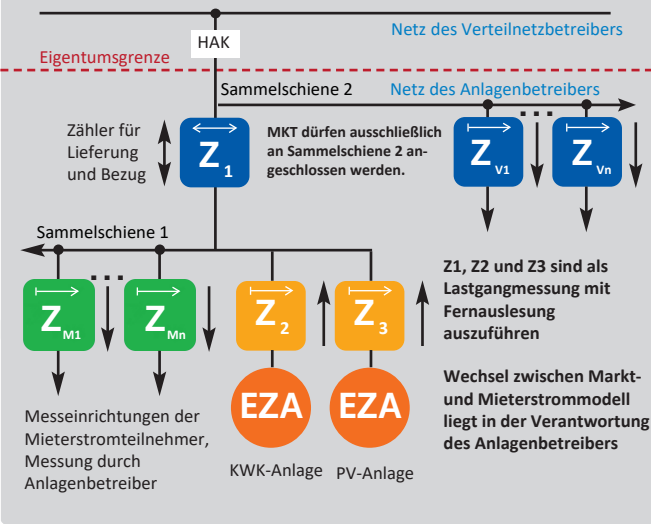 Netz des Verteilnetzbetreibers
HAK
Eigentumsgrenze
Sammelschiene 2
Netz des Anlagenbetreibers
Zähler für
Lieferung
und Bezug
Z1
MKT dürfen ausschließlich
an Sammelschiene 2 an-
geschlossen werden.
ZV1
...
ZVn
Sammelschiene 1
ZM1
...
ZMn
Z2
Z3
Z1, Z2 und Z3 sind als
Lastgangmessung mit
Fernauslesung
auszuführen
EZA
EZA
Wechsel zwischen Markt-
und Mieterstrommodell
liegt in der Verantwortung
des Anlagenbetreibers
Messeinrichtungen der
Mieterstromteilnehmer,
Messung durch
Anlagenbetreiber
KWK-Anlage
PV-Anlage